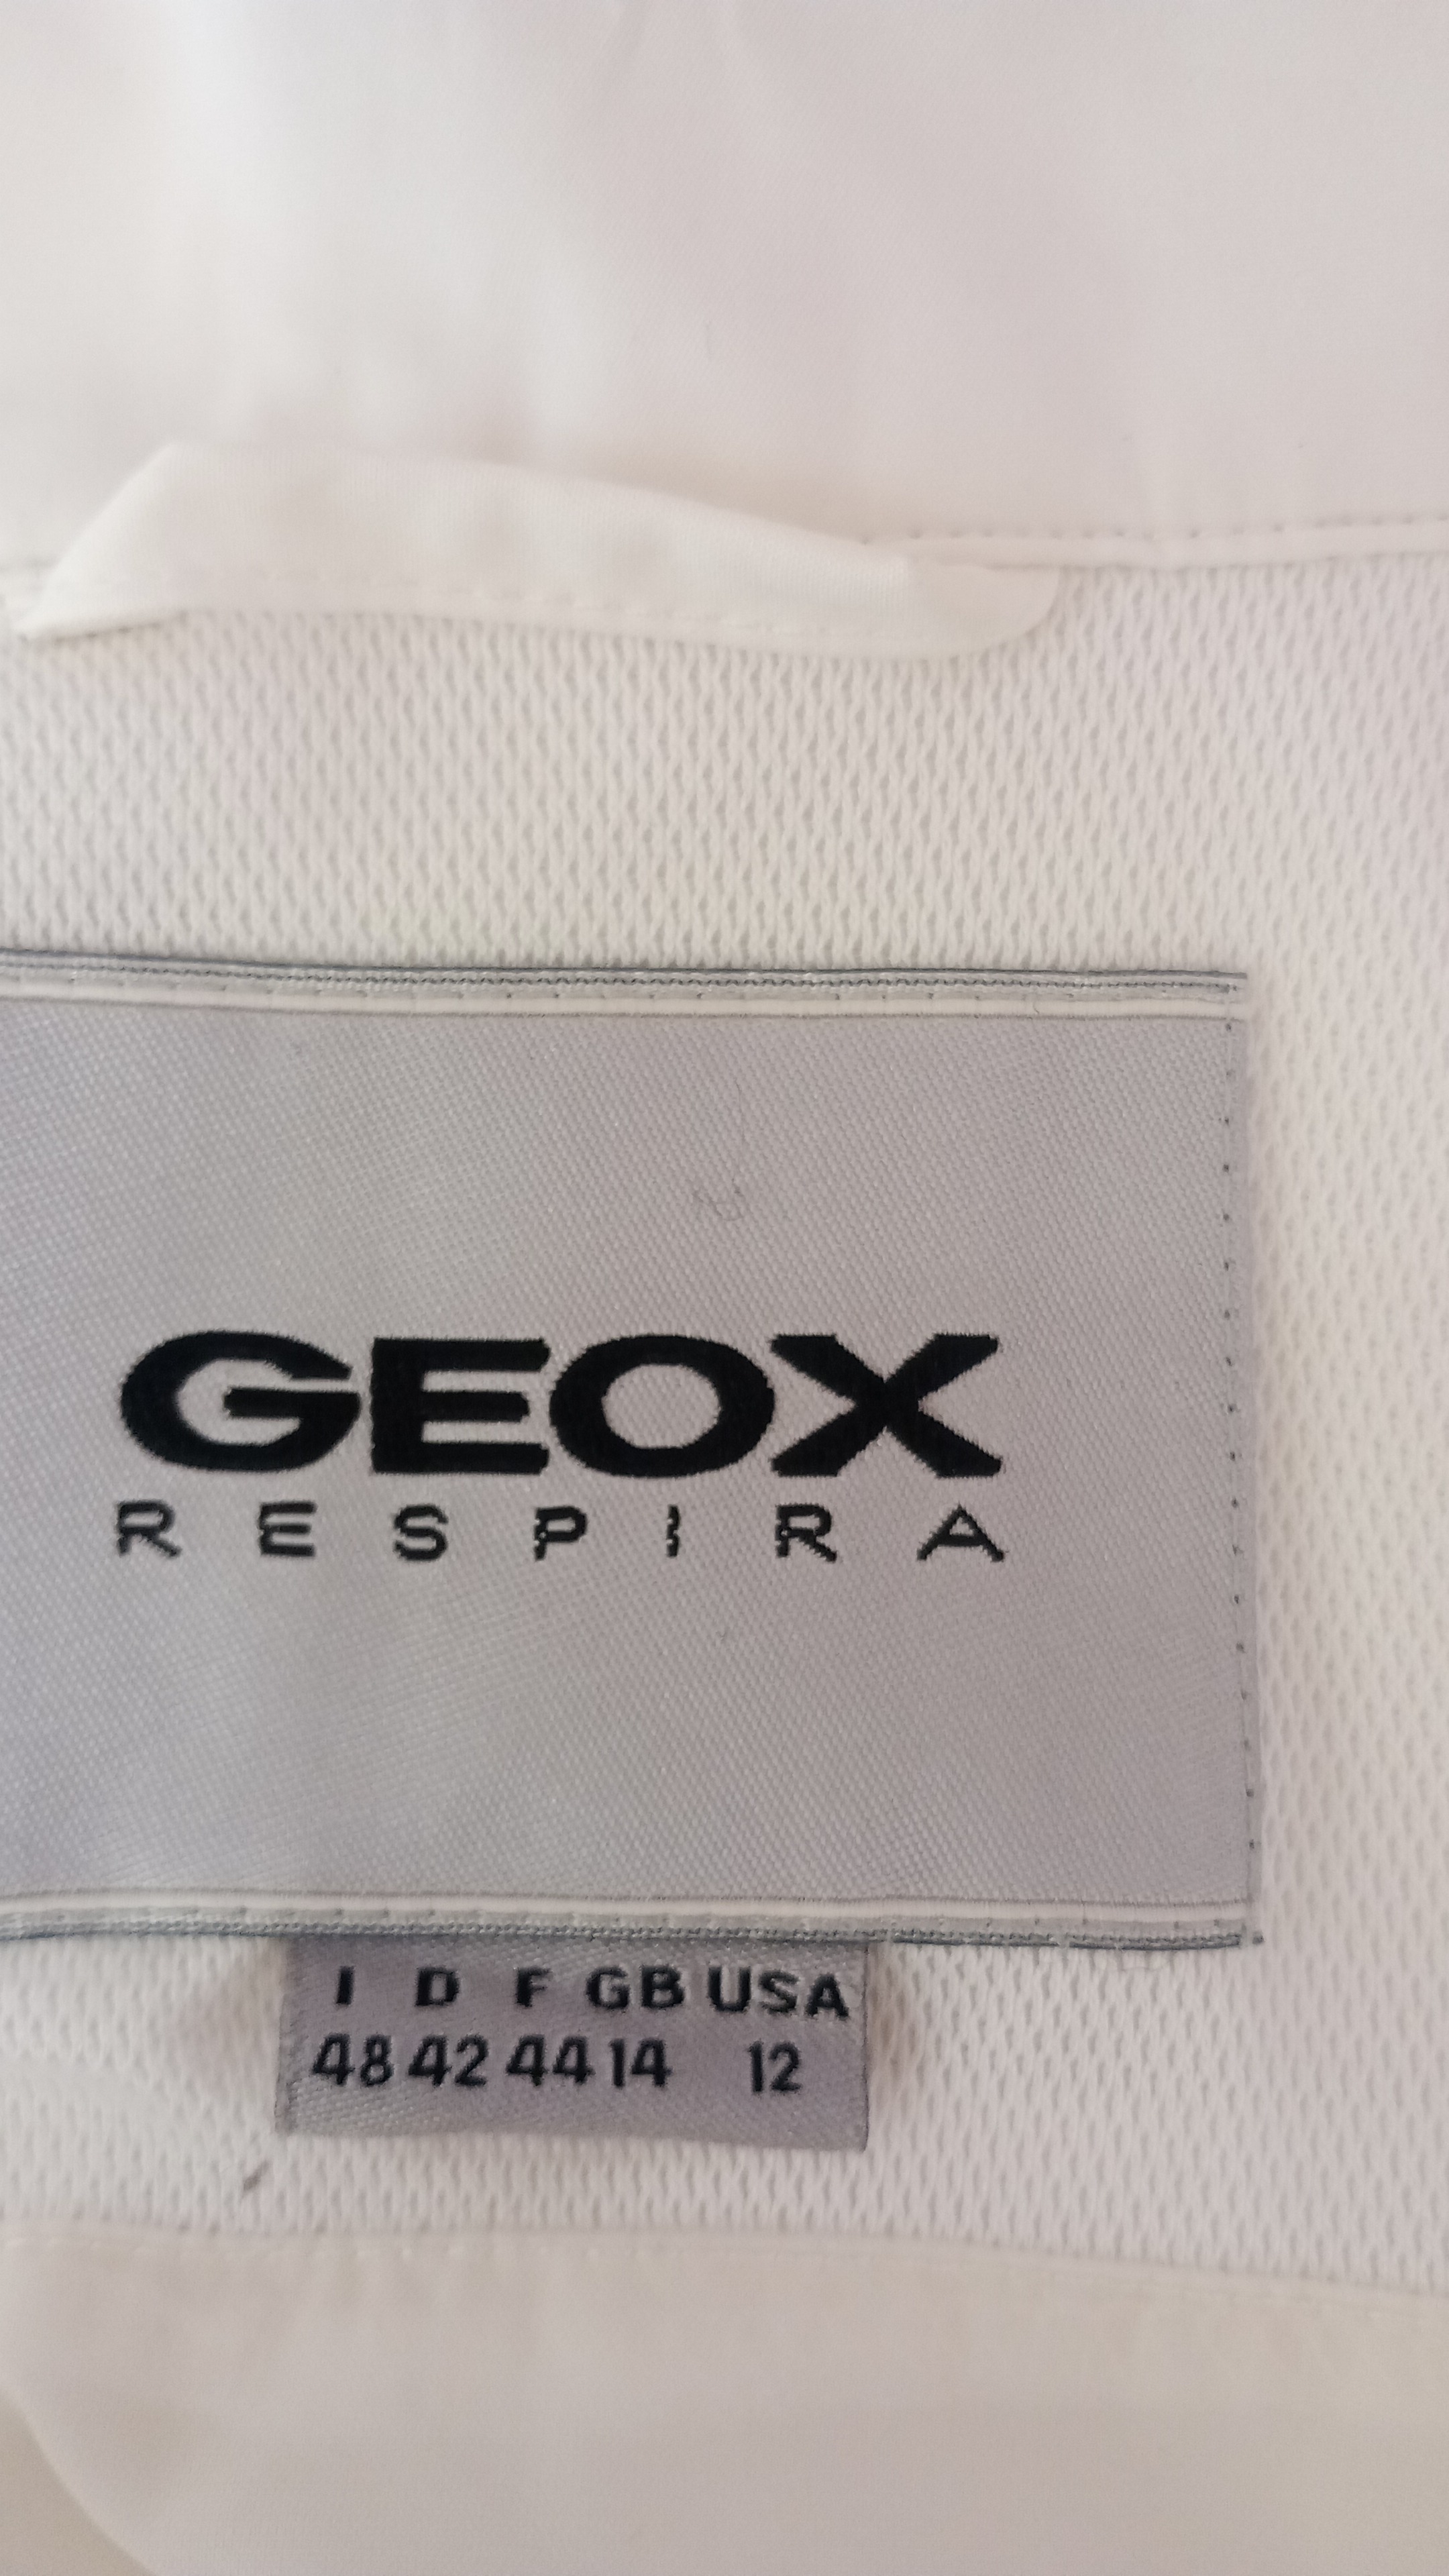 GEOX
RESPIRA
I D F GB USA
48 42 44 14 12